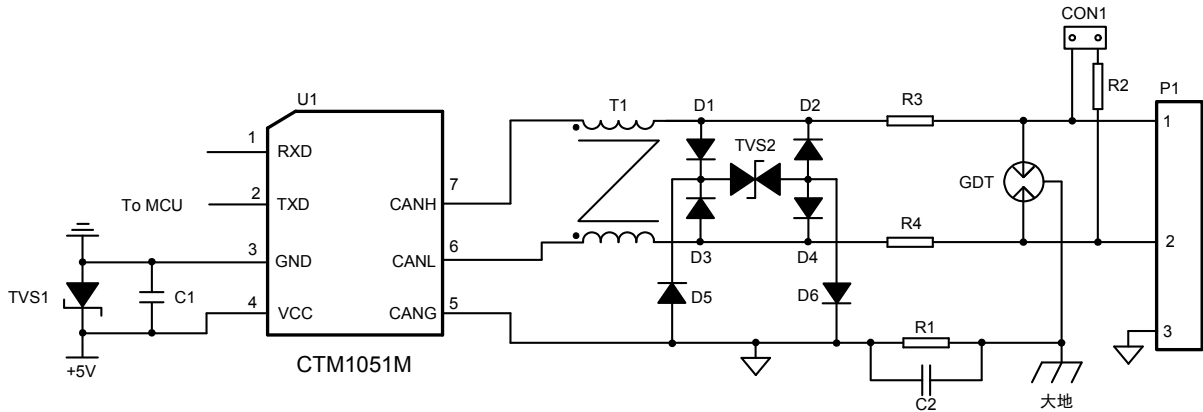 CON1
U1
T1
D1
D2
R3
R2
P1
1
RXD
TVS2
1
7
GDT
To MCU
2
TXD
CANH
R4
6
2
3
GND
CANL
D3
D4
TVS1
C1
4
VCC
5
CANG
D5
D6
R1
3
+5V
CTM1051M
C2
大地